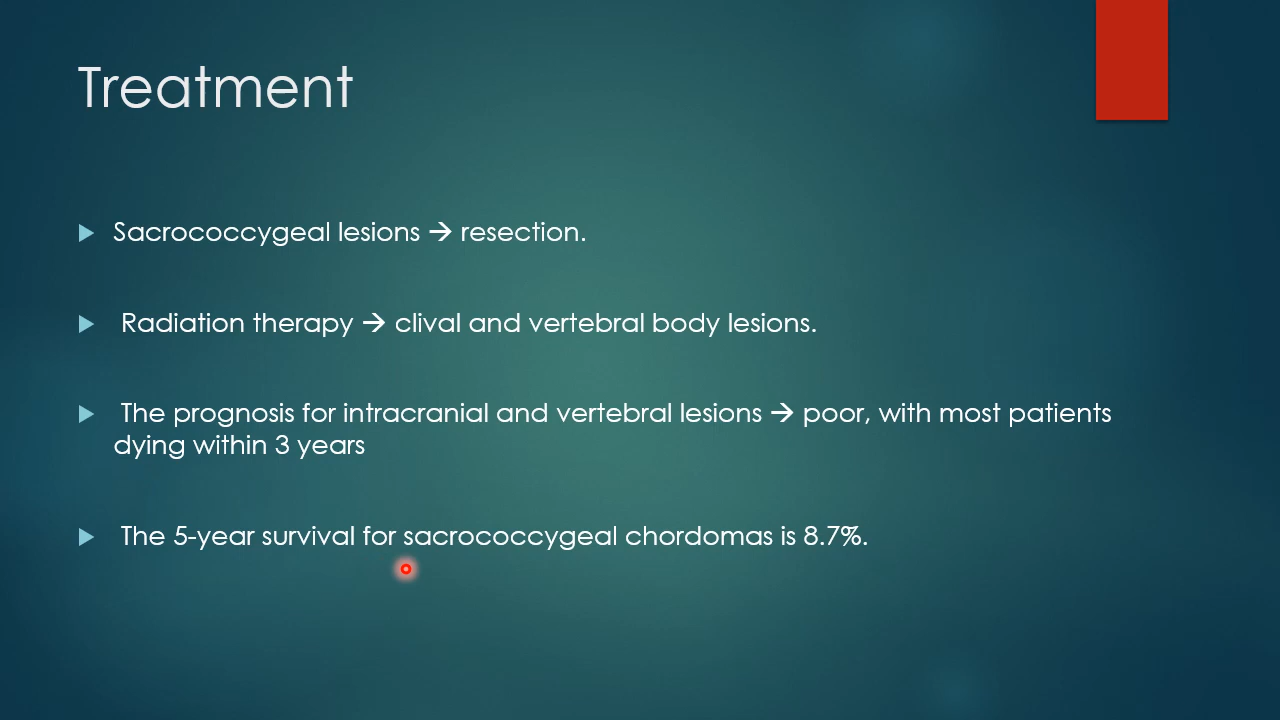 Treatment
Sacrococcygeal lesions → resection.
Radiation therapy → clival and vertebral body lesions.
The prognosis for intracranial and vertebral lesions → poor, with most patients
dying within 3 years
The 5-year survival for sacrococcygeal chordomas is 8.7%.